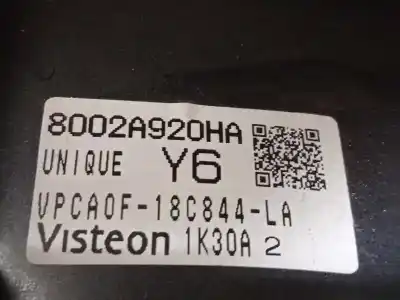 8002A920HA
UNIQUE Y6
VPCA0F-18C844-LA
Visteon 1K30A 2